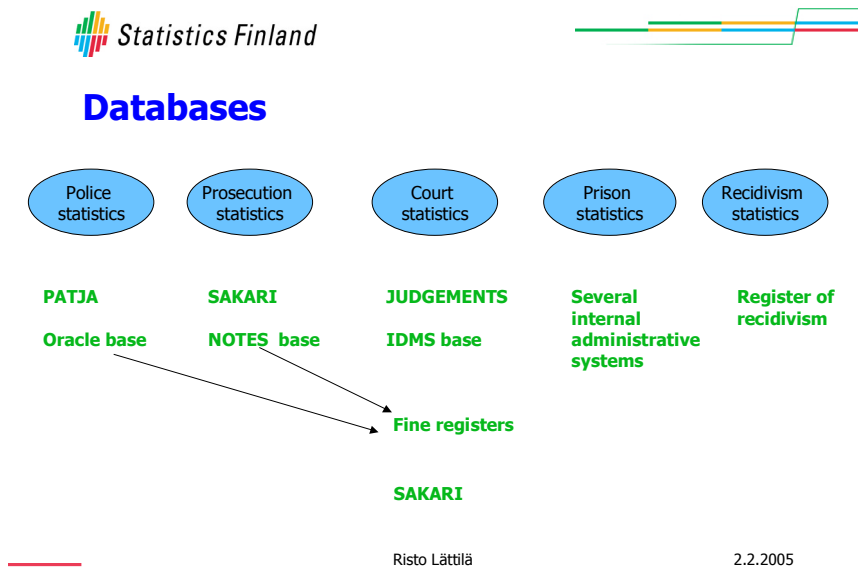 Statistics Finland
Databases
Police
statistics
Prosecution
statistics
Court
statistics
Prison
statistics
Recidivism
statistics
PATJA
Oracle base
SAKARI
NOTES base
JUDGEMENTS
IDMS base
Several
internal
administrative
systems
Register of
recidivism
Fine registers
SAKARI
Risto Lättilä
2.2.2005